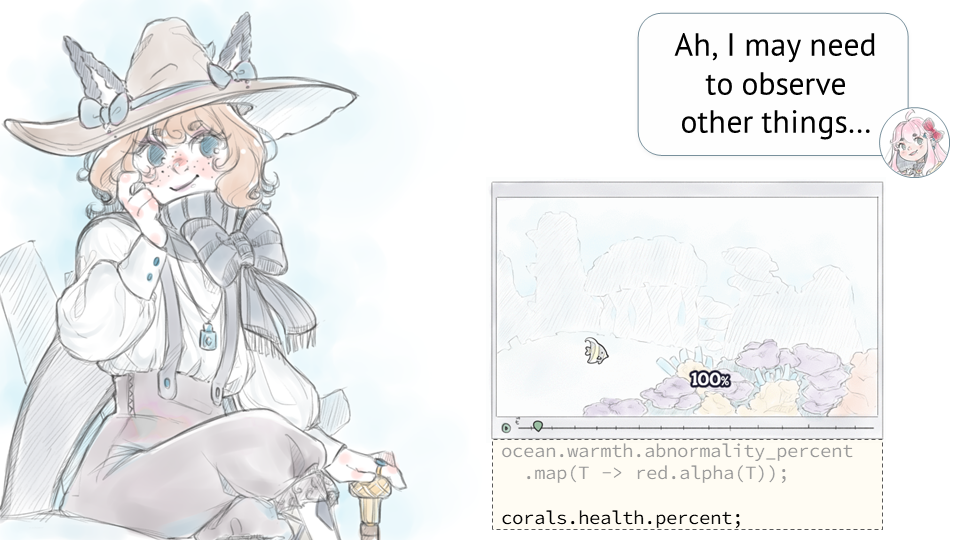 Ah, I may need
to observe
other things...
100%
ocean.warmth.abnormality_percent
.map(T -> red.alpha(T));
corals.health.percent;